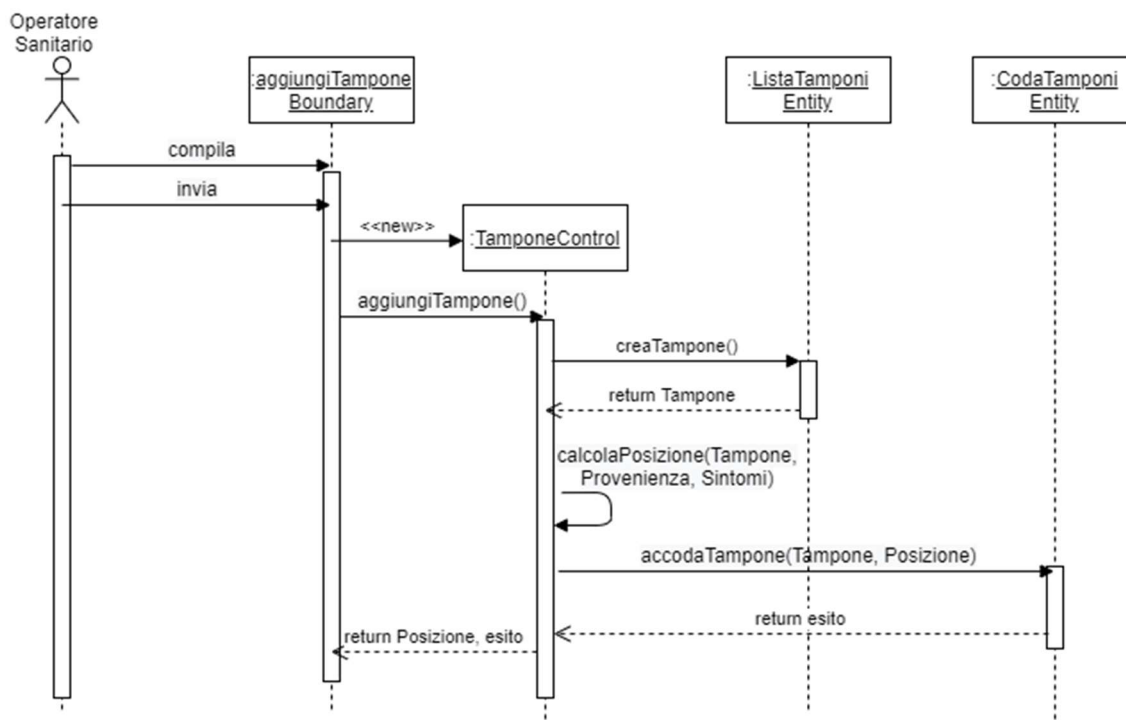 Operatore
Sanitario
:aggiungiTampone
Boundary
:ListaTamponi
Entity
:CodaTamponi
Entity
compila
invia
<<new>>
:TamponeControl
aggiungiTampone()
creaTampone()
return Tampone
calcolaPosizione(Tampone,
Provenienza, Sintomi)
accodaTampone(Tampone, Posizione)
return esito
return Posizione, esito